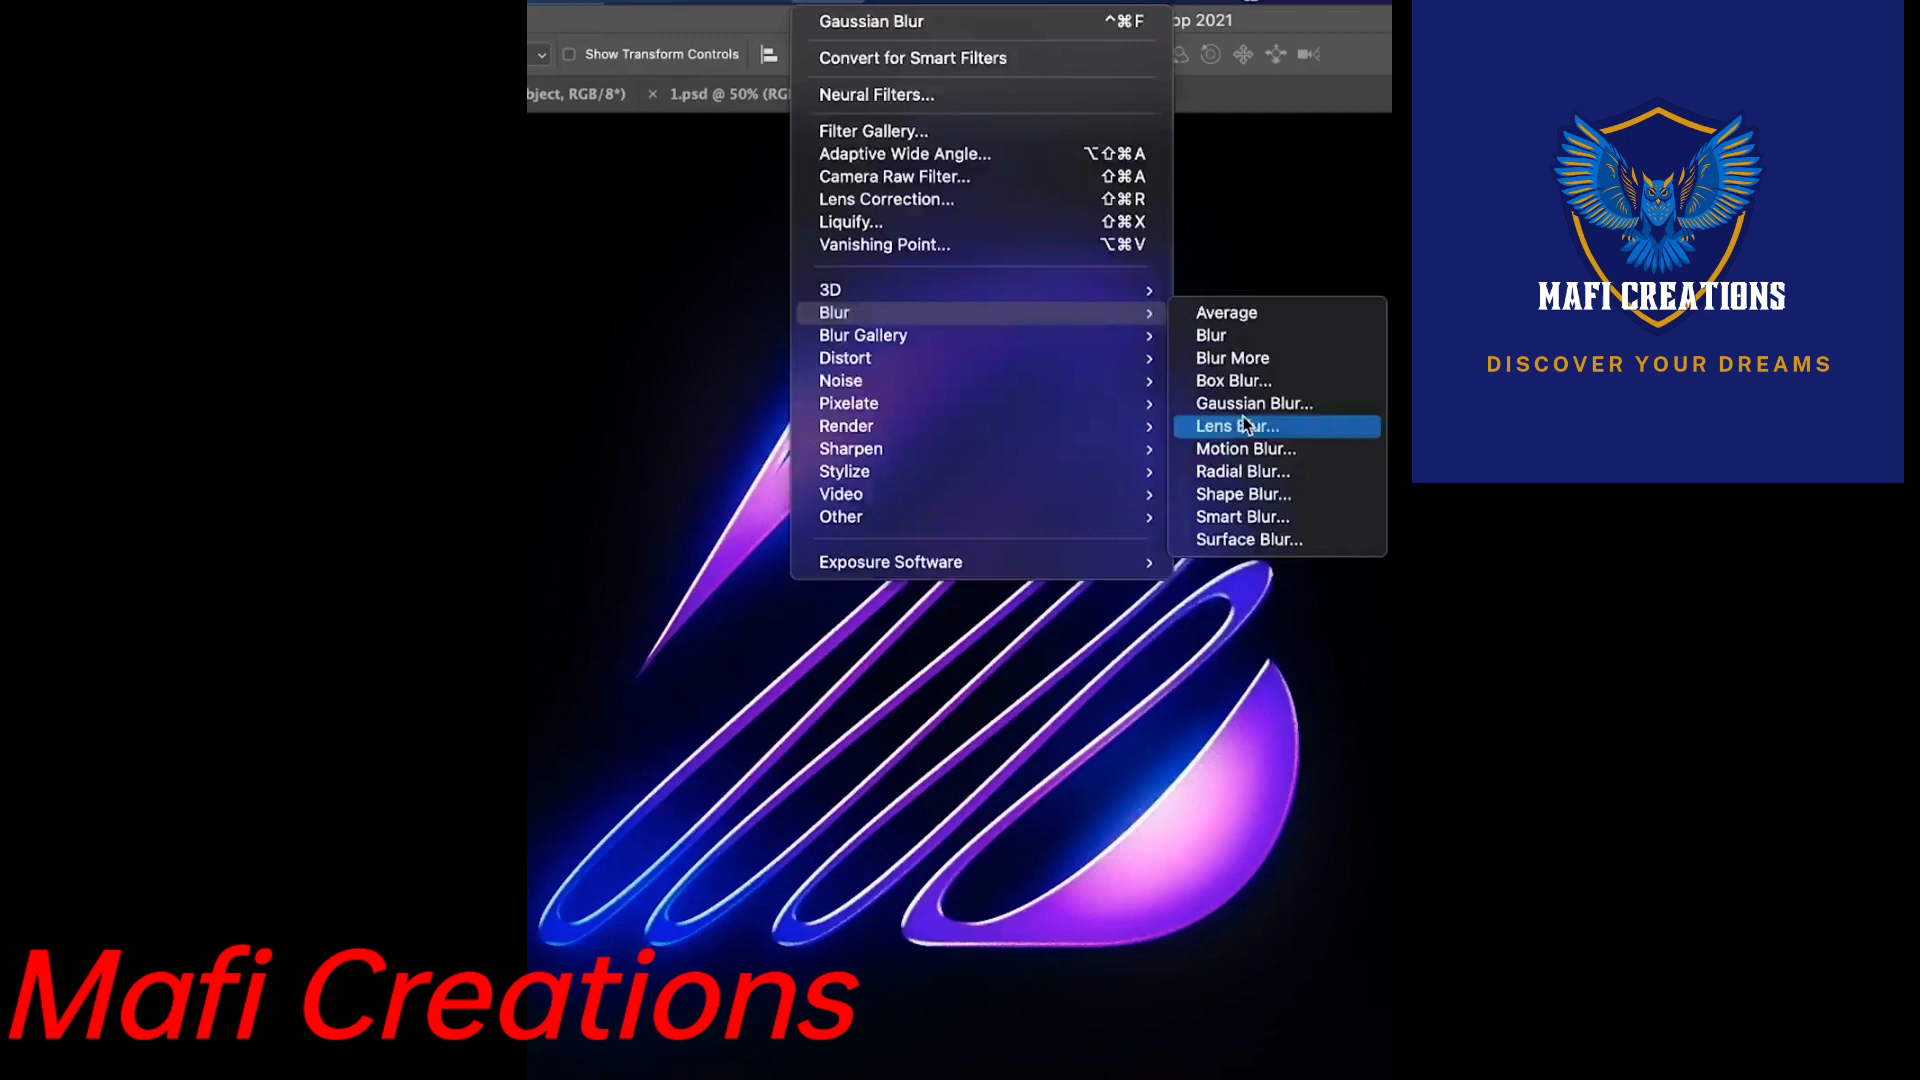 Gaussian Blur ^⌘F
pp 2021
Show Transform Controls
Convert for Smart Filters
bject, RGB/8*) × 1.psd @ 50% (RG
Neural Filters...
Filter Gallery...
Adaptive Wide Angle... ⌥⇧⌘A
Camera Raw Filter... ⇧⌘A
Lens Correction... ⇧⌘R
Liquify... ⇧⌘X
Vanishing Point... ⌥⌘V
3D
Blur
Blur Gallery
Distort
Noise
Pixelate
Render
Sharpen
Stylize
Video
Other
Exposure Software
Average
Blur
Blur More
Box Blur...
Gaussian Blur...
Lens Blur...
Motion Blur...
Radial Blur...
Shape Blur...
Smart Blur...
Surface Blur...
MAFI CREATIONS
DISCOVER YOUR DREAMS
Mafi Creations